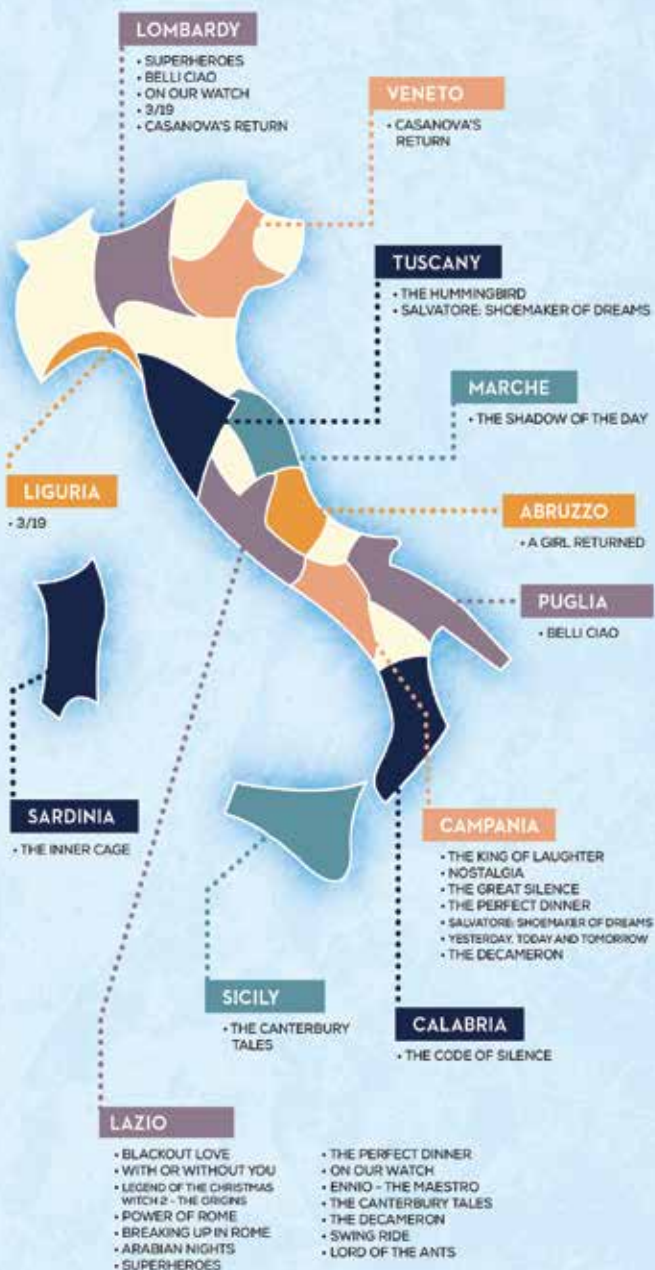 LOMBARDY
• SUPERHEROES
• BELLI CIAO
• ON OUR WATCH
• 3/19
• CASANOVA'S RETURN
VENETO
• CASANOVA'S
RETURN
TUSCANY
• THE HUMMINGBIRD
• SALVATORE: SHOEMAKER OF DREAMS
MARCHE
• THE SHADOW OF THE DAY
LIGURIA
• 3/19
ABRUZZO
• A GIRL RETURNED
PUGLIA
• BELLI CIAO
SARDINIA
• THE INNER CAGE
CAMPANIA
• THE KING OF LAUGHTER
• NOSTALGIA
• THE GREAT SILENCE
• THE PERFECT DINNER
• SALVATORE: SHOEMAKER OF DREAMS
• YESTERDAY, TODAY AND TOMORROW
• THE DECAMERON
SICILY
• THE CANTERBURY
TALES
CALABRIA
• THE CODE OF SILENCE
LAZIO
• BLACKOUT LOVE
• WITH OR WITHOUT YOU
• LEGEND OF THE CHRISTMAS
WITCH 2 - THE ORIGINS
• POWER OF ROME
• BREAKING UP IN ROME
• ARABIAN NIGHTS
• SUPERHEROES
• THE PERFECT DINNER
• ON OUR WATCH
• ENNIO - THE MAESTRO
• THE CANTERBURY TALES
• THE DECAMERON
• SWING RIDE
• LORD OF THE ANTS